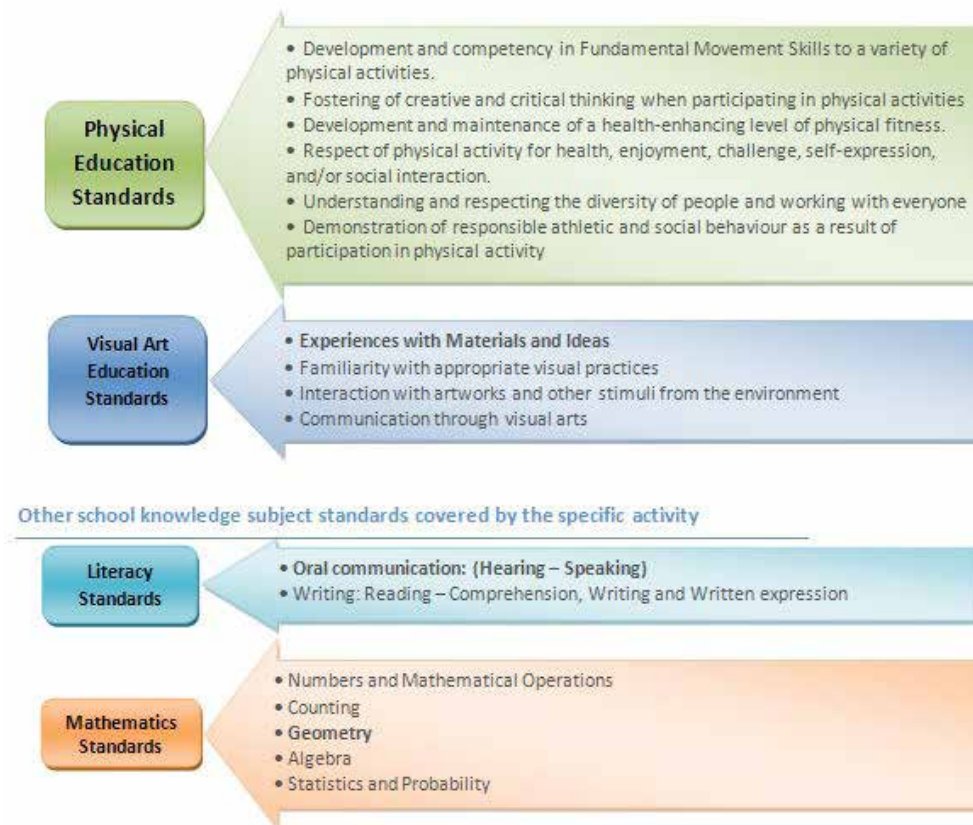 Physical
Education
Standards
• Development and competency in Fundamental Movement Skills to a variety of
physical activities.
• Fostering of creative and critical thinking when participating in physical activities
• Development and maintenance of a health-enhancing level of physical fitness.
• Respect of physical activity for health, enjoyment, challenge, self-expression,
and/or social interaction.
• Understanding and respecting the diversity of people and working with everyone
• Demonstration of responsible athletic and social behaviour as a result of
participation in physical activity
Visual Art
Education
Standards
• Experiences with Materials and Ideas
• Familiarity with appropriate visual practices
• Interaction with artworks and other stimuli from the environment
• Communication through visual arts
Other school knowledge subject standards covered by the specific activity
Literacy
Standards
• Oral communication: (Hearing – Speaking)
• Writing: Reading – Comprehension, Writing and Written expression
Mathematics
Standards
• Numbers and Mathematical Operations
• Counting
• Geometry
• Algebra
• Statistics and Probability